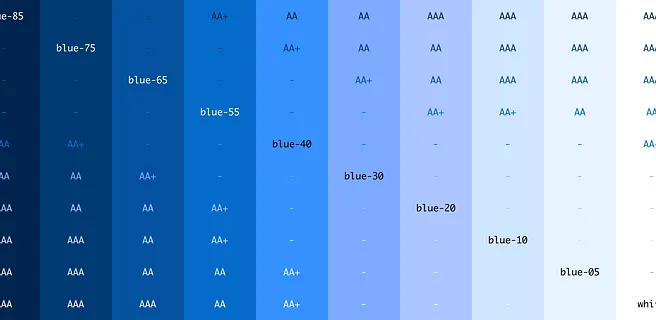 ue-85 - - AA+ AA AA AAA AAA AAA AA
- blue-75 - - AA+ AA AA AAA AAA AAA
- - blue-65 - - AA+ AA AAA AAA AAA
- - - blue-55 - - AA+ AA+ AA AA
AA AA+ - - blue-40 - - - - AA+
AA AA AA+ - - blue-30 - - - -
AA AA AA AA+ - - blue-20 - - -
AAA AAA AA AA+ - - - blue-10 - -
AAA AAA AA AA AA+ - - - blue-05 -
AAA AAA AAA AA AA+ - - - - whi